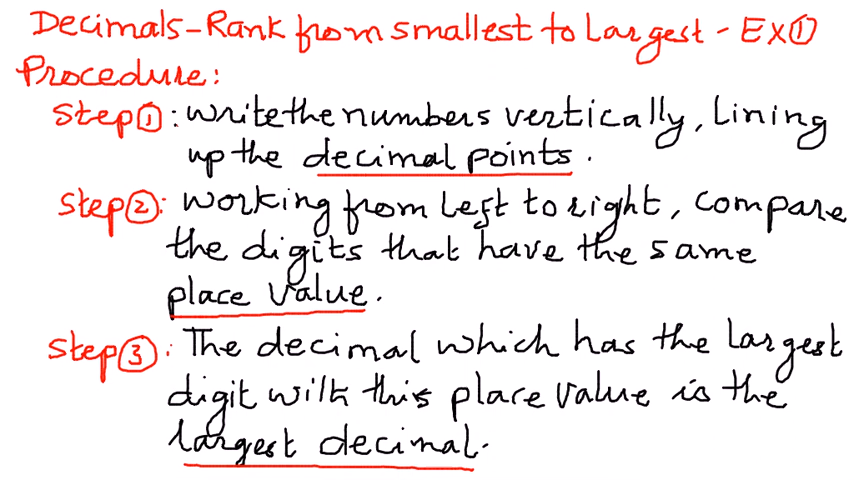 Decimals-Rank from smallest to Largest - EX①
Procedure:
Step①: write the numbers vertically, Lining
up the decimal points.
Step②: working from Left to right, compare
the digits that have the same
place value.
Step③: The decimal which has the largest
digit with this place value is the
largest decimal.